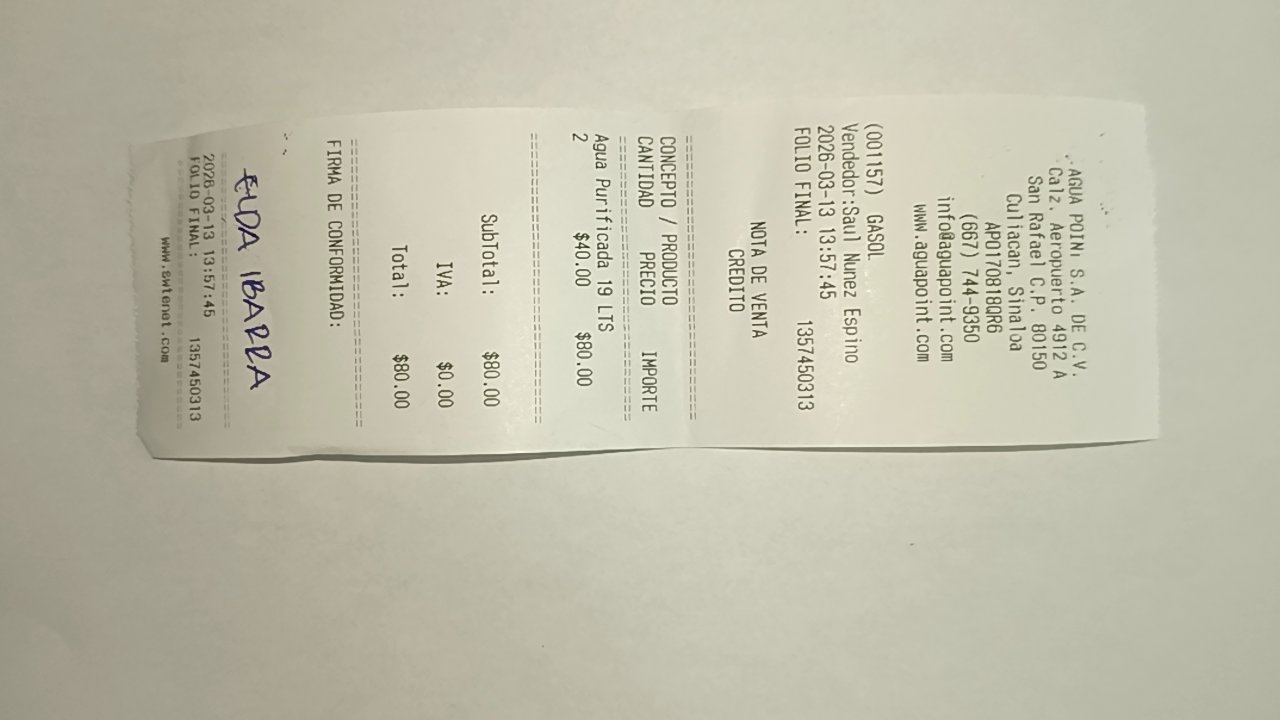 AGUA POINT S.A. DE C.V.
Calz. Aeropuerto 4912 A
San Rafael C.P. 80150
Culiacan, Sinaloa
APO170818QR6
(667) 744-9350
info@aguapoint.com
www.aguapoint.com
(001157) GASOL
Vendedor:Saul Nunez Espino
2026-03-13 13:57:45
FOLIO FINAL: 1357450313
NOTA DE VENTA
CREDITO
==============================
CONCEPTO / PRODUCTO
CANTIDAD PRECIO IMPORTE
==============================
Agua Purificada 19 LTS
2 $40.00 $80.00
==============================
SubTotal: $80.00
IVA: $0.00
Total: $80.00
==============================
FIRMA DE CONFORMIDAD:
ELDA IBARRA
==============================
2026-03-13 13:57:45
FOLIO FINAL: 1357450313
==============================
www.ewtenet.com